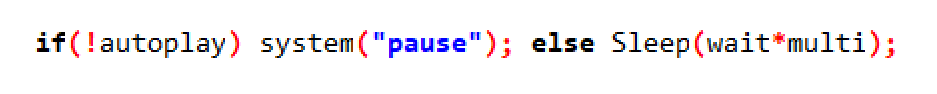 if(!autoplay) system("pause"); else Sleep(wait*multi);